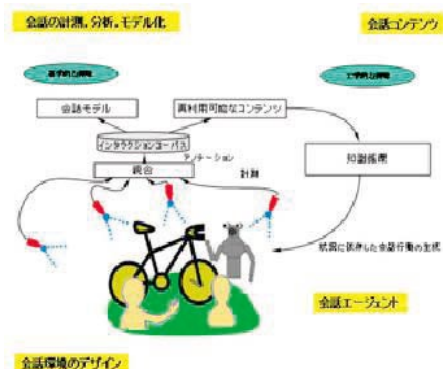 会話の計測，分析，モデル化
会話コンテンツ
会話モデル
再利用可能なコンテンツ
インタラクションコーパス
アノテーション
統合
計測
状況に依存した会話行動の生成
会話エージェント
会話環境のデザイン